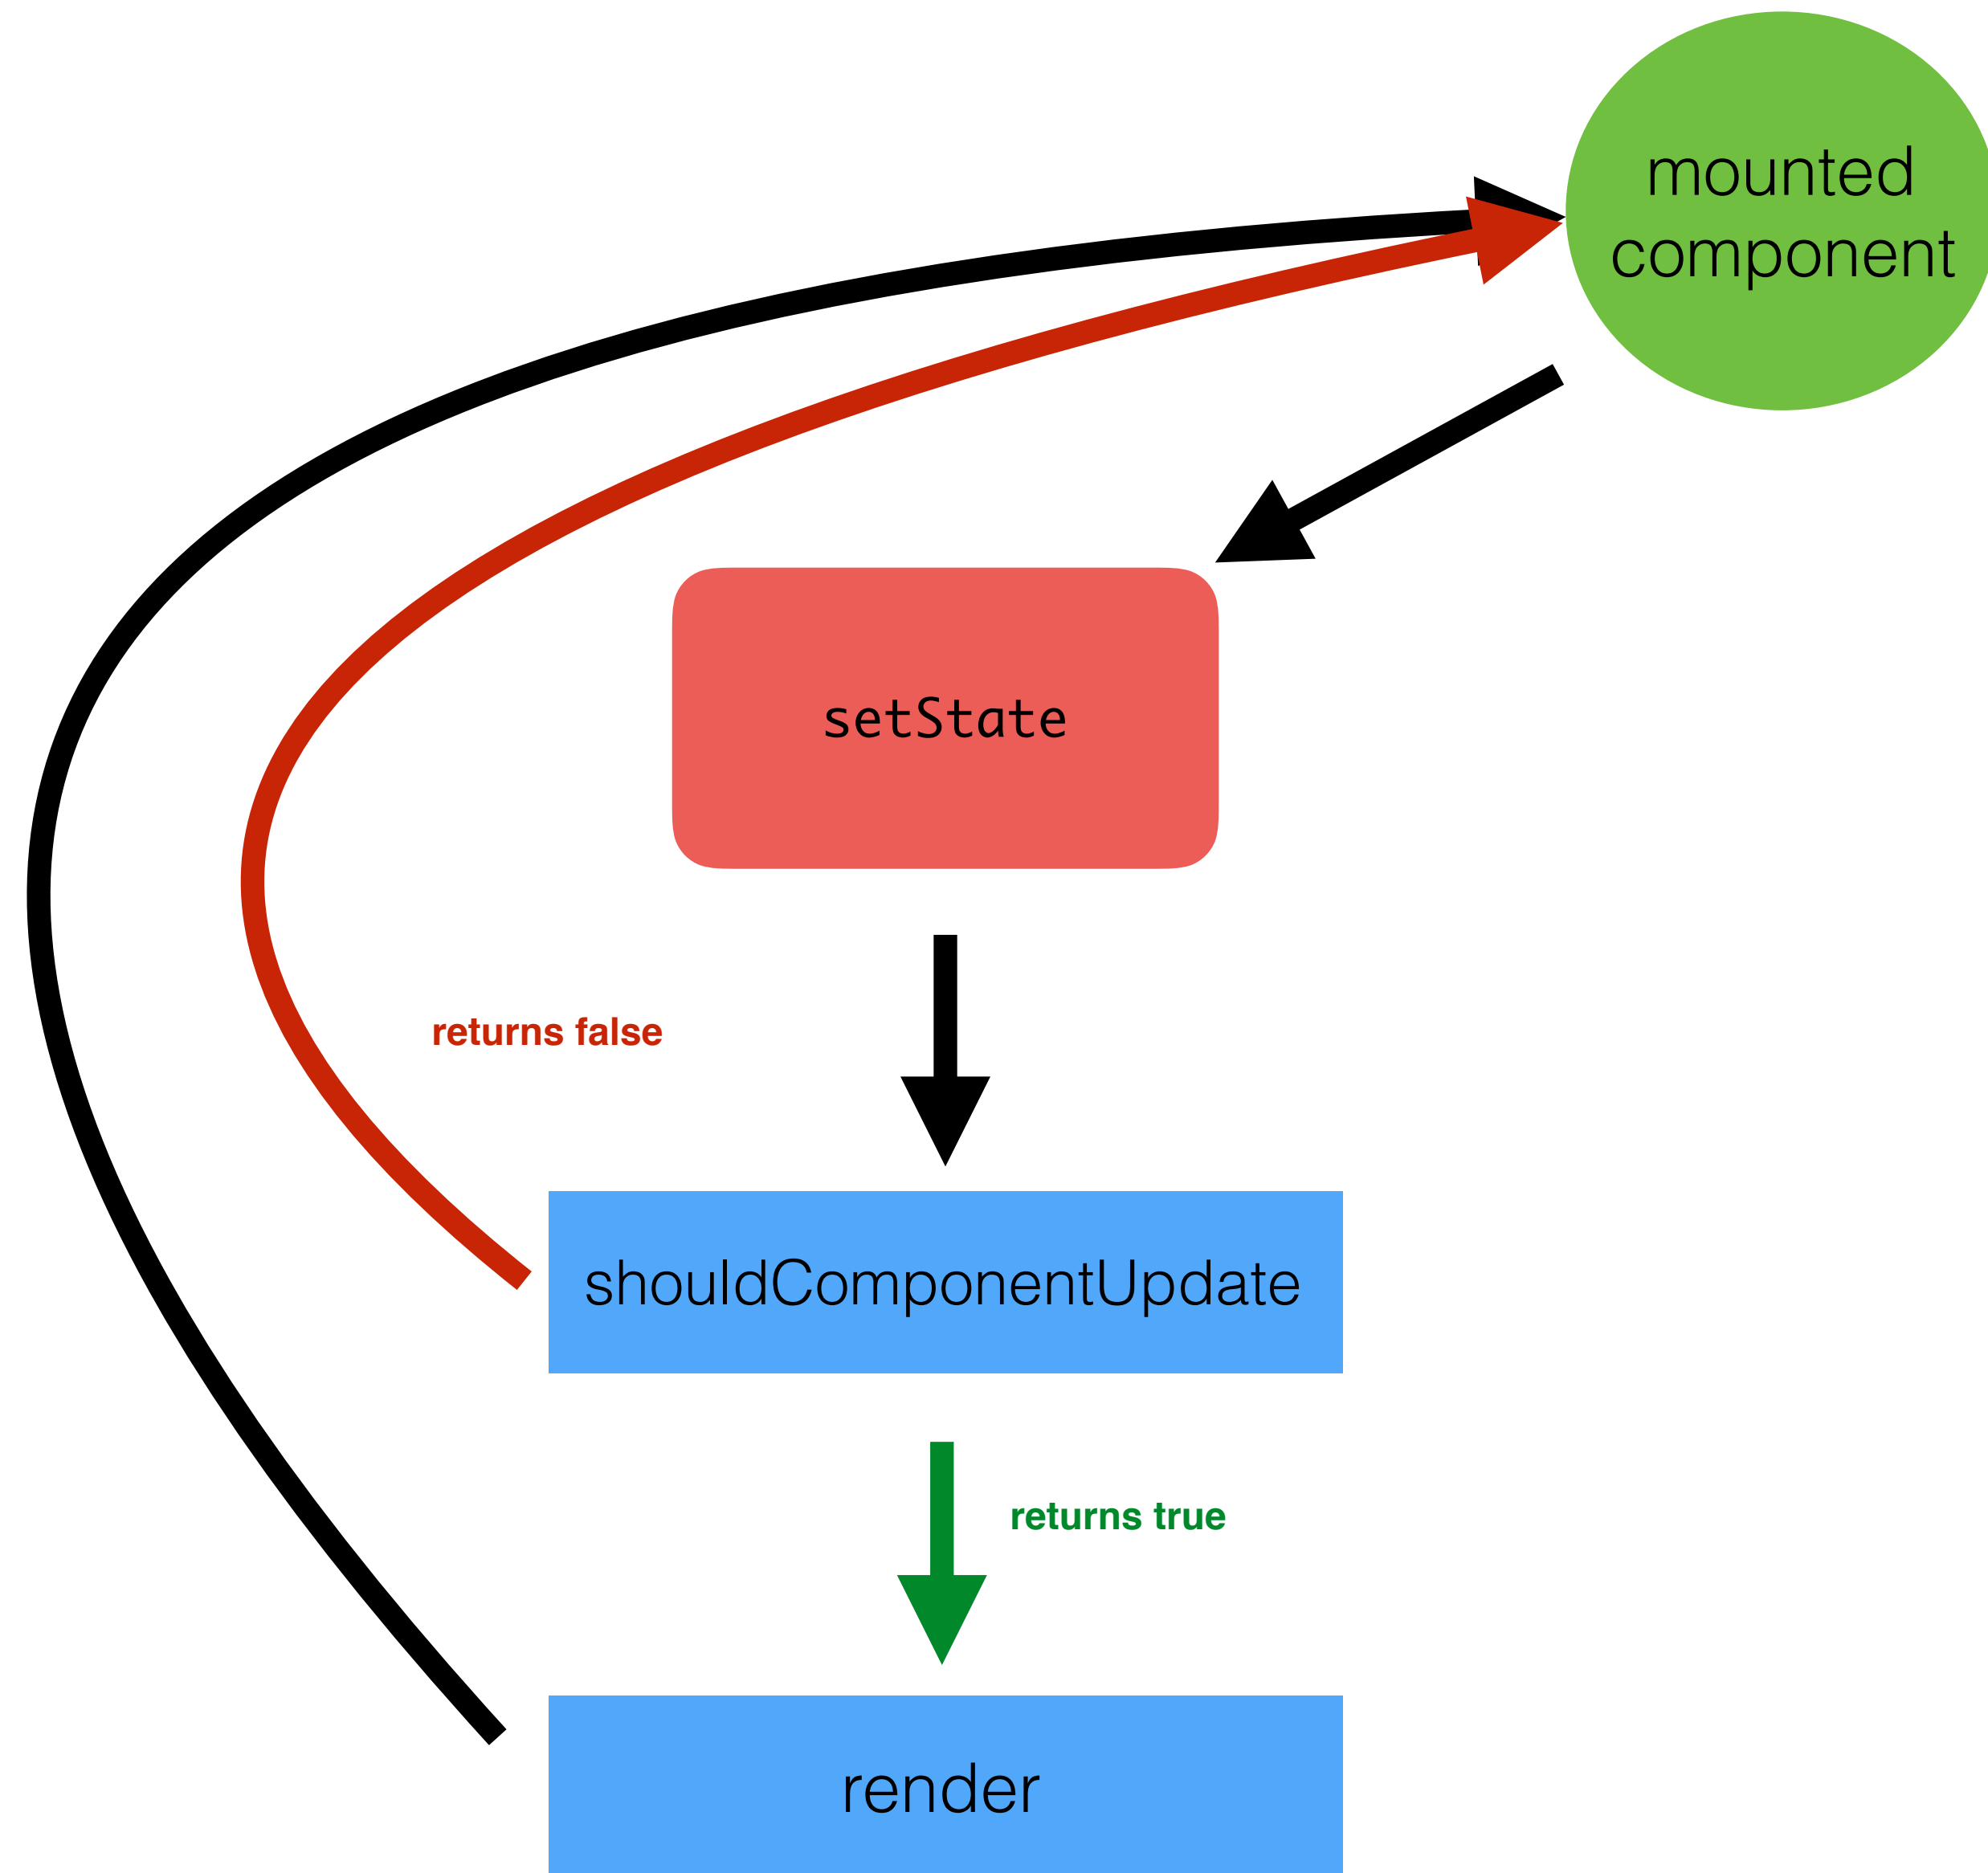 mounted
component
setState
returns false
shouldComponentUpdate
returns true
render